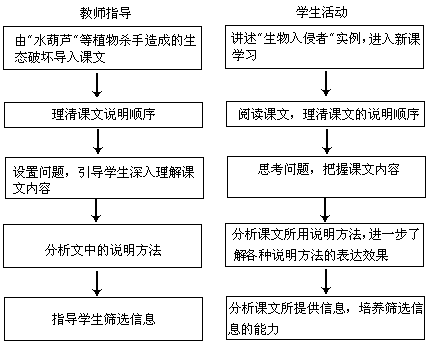 教师指导
由"水葫芦"等植物杀手造成的生
态破坏导入课文
理清课文说明顺序
设置问题，引导学生深入理解课
文内容
分析文中的说明方法
指导学生筛选信息
学生活动
讲述"生物入侵者"实例，进入新课
学习
阅读课文，理清课文的说明顺序
思考问题，把握课文内容
分析课文所用说明方法，进一步了
解各种说明方法的表达效果
分析课文所提供信息，培养筛选信
息的能力